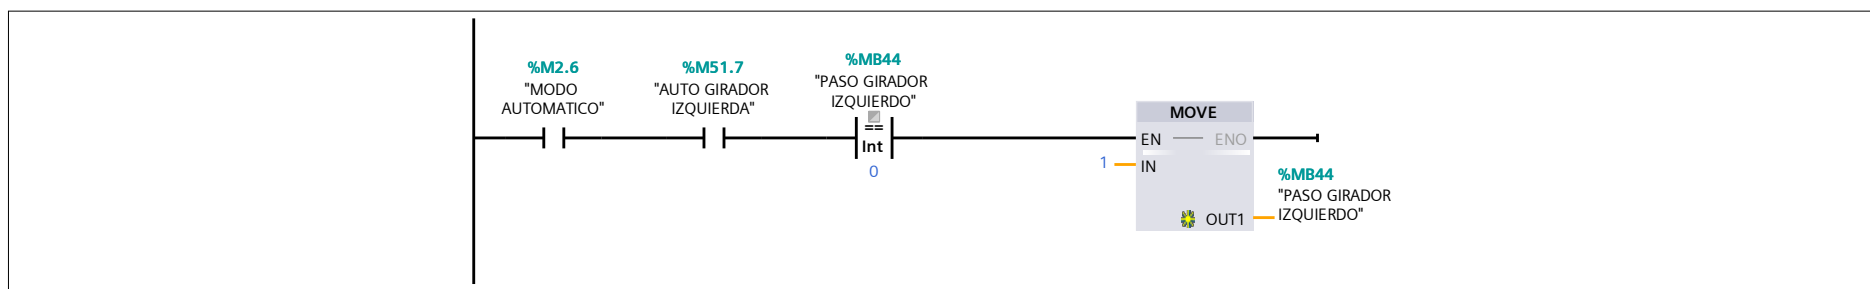 %M2.6
"MODO
AUTOMATICO"
%M51.7
"AUTO GIRADOR
IZQUIERDA"
%MB44
"PASO GIRADOR
IZQUIERDO"
==
Int
0
MOVE
EN
ENO
1
IN
OUT1
%MB44
"PASO GIRADOR
IZQUIERDO"